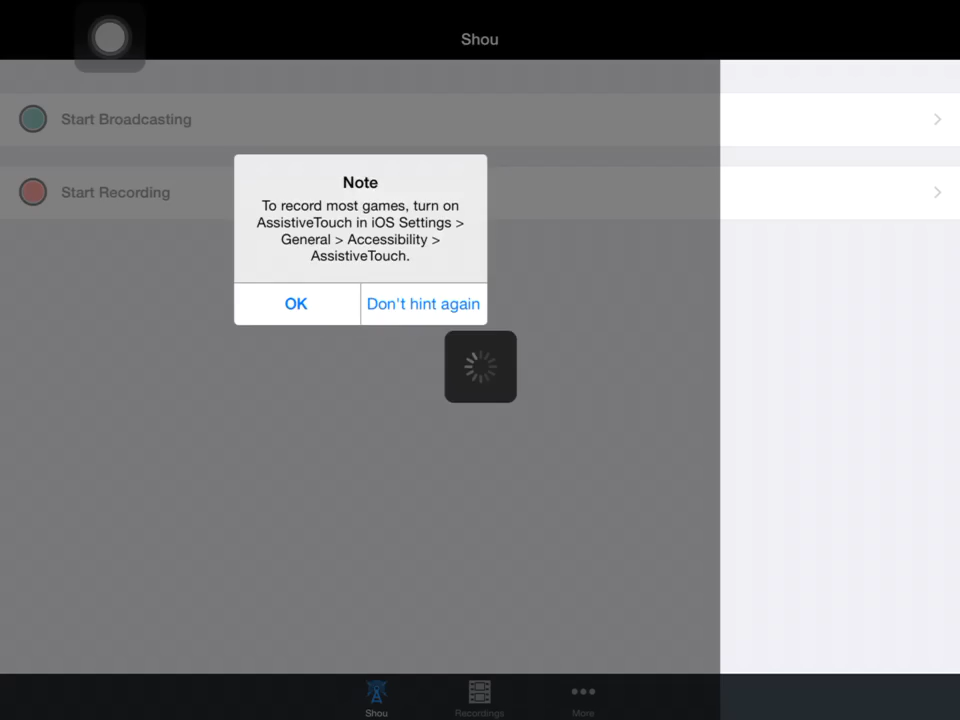 Shou
Start Broadcasting
Start Recording
Note
To record most games, turn on
AssistiveTouch in iOS Settings >
General > Accessibility >
AssistiveTouch.
OK
Don't hint again
Shou
Recordings
More